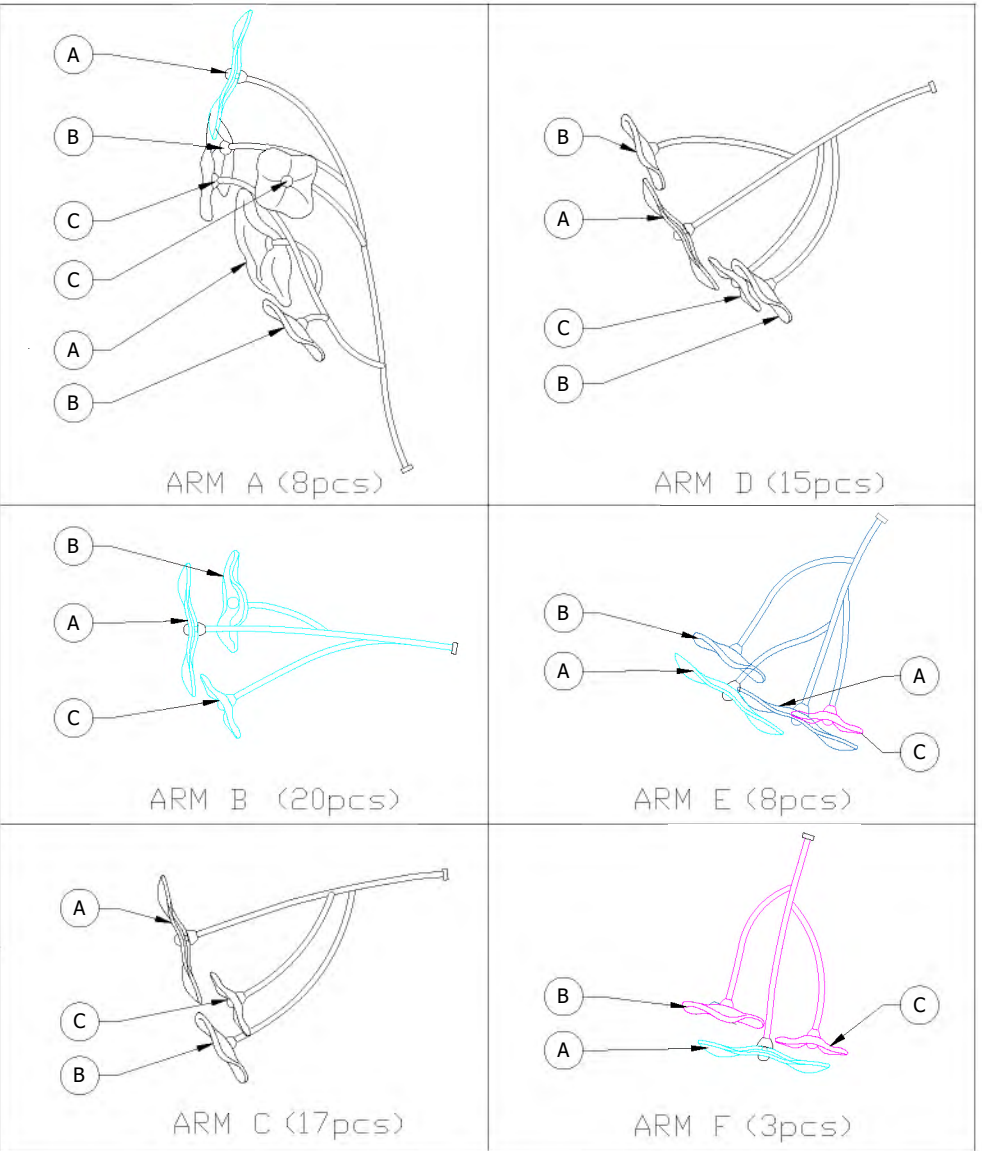 A
B
C
C
A
B
ARM A (8pcs)
B
A
C
B
ARM D (15pcs)
B
A
C
ARM B (20pcs)
B
A
A
C
ARM E (8pcs)
A
C
B
ARM C (17pcs)
B
C
A
ARM F (3pcs)